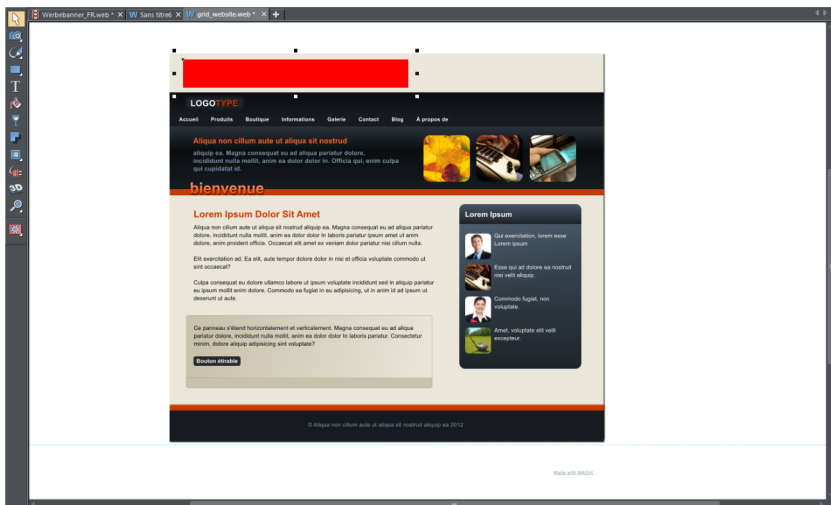 Werbebanner_FR.web * Sans titre6 grid_website.web *
LOGOTYPE
Accueil Produits Boutique Informations Galerie Contact Blog À propos de
Aliqua non cillum aute ut aliqua sit nostrud
aliquip ea. Magna consequat eu ad aliqua pariatur dolore,
incididunt nulla mollit, anim ea dolor dolor in. Officia qui, enim culpa
qui cupidatat id.
bienvenue
Lorem Ipsum Dolor Sit Amet
Aliqua non cillum aute ut aliqua sit nostrud aliquip ea. Magna consequat eu ad aliqua pariatur
dolore, incididunt nulla mollit, anim ea dolor dolor In laboris pariatur ipsum amet ut anim
dolore, anim proident officia. Occaecat elit amet ex veniam dolor pariatur nisi cillum nulla.
Elit exercitation ad. Ea elit, aute tempor dolore dolor in nisi et officia voluptate commodo ut
sint occaecat?
Culpa consequat eu dolore ullamco labore ut ipsum voluptate incididunt sed in aliquip pariatur
eu ipsum mollit enim dolore. Commodo ea fugiat in eu adipisicing, ut in anim id ad ipsum ut
deserunt ut aute.
Ce panneau s'étend horizontalement et verticalement. Magna consequat eu ad aliqua
pariatur dolore, incididunt nulla mollit, anim ea dolor dolor In laboris pariatur. Consectetur
minim, dolore aliquip adipisicing sint voluptate?
Bouton étirable
Lorem Ipsum
Qui exercitation, lorem esse
Lorem ipsum
Esse qui ad dolore ea nostrud
nisi velit aliquip.
Commodo fugiat, non
voluptate.
Amet, voluptate elit velit
excepteur.
© Aliqua non cillum aute ut aliqua sit nostrud aliquip ea 2012
Made with MAGIX